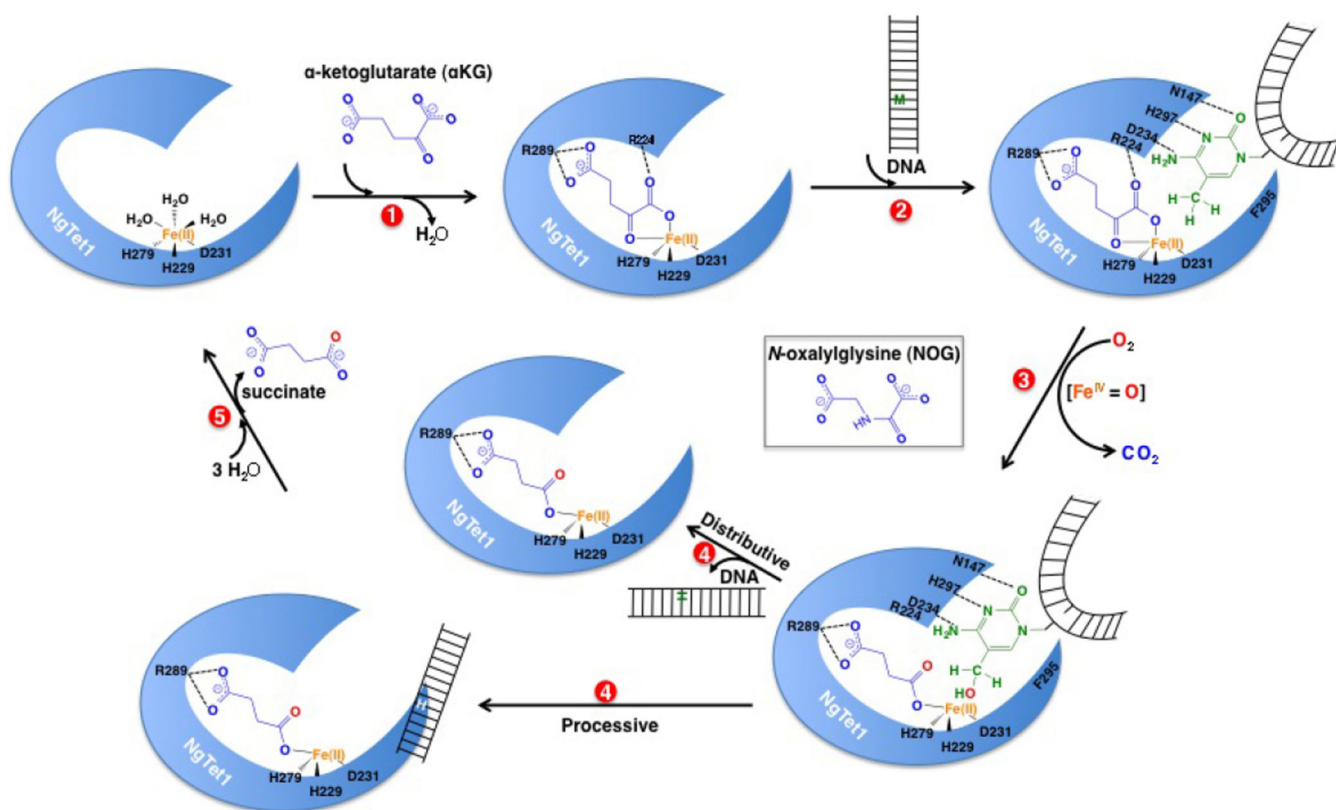 α-ketoglutarate (αKG)
O O
O O
O O
1
H₂O
H₂O
H₂O
H₂O
Fe(II)
H279
D231
H229
NgTet1
R289
R224
O
O
O
O
O
Fe(II)
H279
D231
H229
NgTet1
M
DNA
2
N147
H297
D234
R224
R289
O
N
N
H₂N
O
O
O
O
O
C
H
H
H
F295
Fe(II)
H279
D231
H229
NgTet1
O₂
3
[Feᴵⱽ = O]
CO₂
N-oxalylglysine (NOG)
O
O
O
O
HN
O
O
O
O
O
succinate
5
3 H₂O
R289
O
O
O
O
Fe(II)
H279
D231
H229
NgTet1
Distributive
4
DNA
N147
H297
D234
R224
R289
O
N
N
H₂N
O
O
O
O
C
H
H
HO
F295
Fe(II)
H279
D231
H229
NgTet1
4
Processive
R289
O
O
O
O
H
Fe(II)
H279
D231
H229
NgTet1